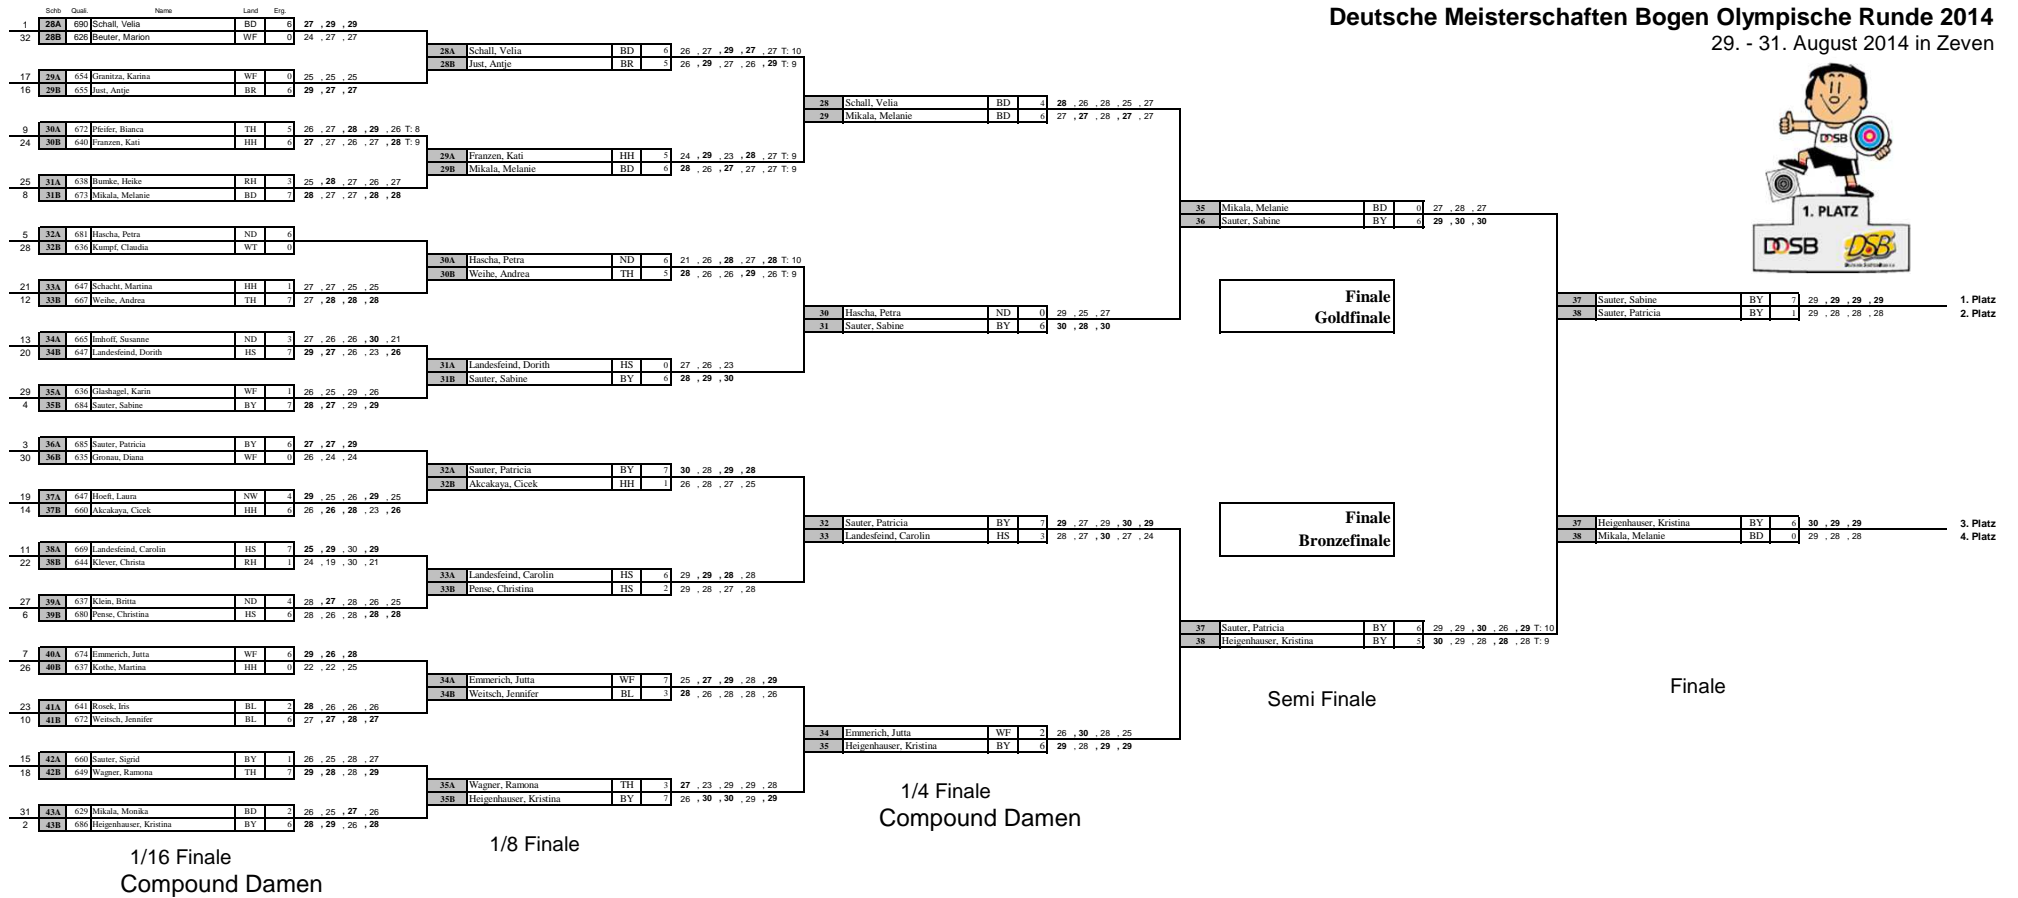 Deutsche Meisterschaften Bogen Olympische Runde 2014
29. - 31. August 2014 in Zeven
Schb Quali. Name Land Erg.
1 28A 690 Schall, Velia BD 6 27 , 29 , 29
32 28B 626 Beuter, Marion WF 0 24 , 27 , 27
17 29A 654 Granitza, Karina WF 0 25 , 25 , 25
16 29B 655 Just, Antje BR 6 29 , 27 , 27
9 30A 672 Pfeifer, Bianca TH 5 26 , 27 , 28 , 29 , 26 T: 8
24 30B 640 Franzen, Kati HH 6 27 , 27 , 26 , 27 , 28 T: 9
25 31A 638 Bumke, Heike RH 3 25 , 28 , 27 , 26 , 27
8 31B 673 Mikala, Melanie BD 7 28 , 27 , 27 , 28 , 28
5 32A 681 Hascha, Petra ND 6
28 32B 636 Kumpf, Claudia WT 0
21 33A 647 Schacht, Martina HH 1 27 , 27 , 25 , 25
12 33B 667 Weihe, Andrea TH 7 27 , 28 , 28 , 28
13 34A 665 Imhoff, Susanne ND 3 27 , 26 , 26 , 30 , 21
20 34B 647 Landesfeind, Dorith HS 7 29 , 27 , 26 , 23 , 26
29 35A 636 Glashagel, Karin WF 1 26 , 25 , 29 , 26
4 35B 684 Sauter, Sabine BY 7 28 , 27 , 29 , 29
3 36A 685 Sauter, Patricia BY 6 27 , 27 , 29
30 36B 635 Gronau, Diana WF 0 26 , 24 , 24
19 37A 647 Hoeft, Laura NW 4 29 , 25 , 26 , 29 , 25
14 37B 660 Akcakaya, Cicek HH 6 26 , 26 , 28 , 23 , 26
11 38A 669 Landesfeind, Carolin HS 7 25 , 29 , 30 , 29
22 38B 644 Klever, Christa RH 1 24 , 19 , 30 , 21
27 39A 637 Klein, Britta ND 4 28 , 27 , 28 , 26 , 25
6 39B 680 Pense, Christina HS 6 28 , 26 , 28 , 28 , 28
7 40A 674 Emmerich, Jutta WF 6 29 , 26 , 28
26 40B 637 Kothe, Martina HH 0 22 , 22 , 25
23 41A 641 Rosek, Iris BL 2 28 , 26 , 26 , 26
10 41B 672 Weitsch, Jennifer BL 6 27 , 27 , 28 , 27
15 42A 660 Sauter, Sigrid BY 1 26 , 25 , 28 , 27
18 42B 649 Wagner, Ramona TH 7 29 , 28 , 28 , 29
31 43A 629 Mikala, Monika BD 2 26 , 25 , 27 , 26
2 43B 686 Heigenhauser, Kristina BY 6 28 , 29 , 26 , 28
1/16 Finale
Compound Damen
28A Schall, Velia BD 6 26 , 27 , 29 , 27 , 27 T: 10
28B Just, Antje BR 5 26 , 29 , 27 , 26 , 29 T: 9
29A Franzen, Kati HH 5 24 , 29 , 23 , 28 , 27 T: 9
29B Mikala, Melanie BD 6 28 , 26 , 27 , 27 , 27 T: 9
30A Hascha, Petra ND 6 21 , 26 , 28 , 27 , 28 T: 10
30B Weihe, Andrea TH 5 28 , 26 , 26 , 29 , 26 T: 9
31A Landesfeind, Dorith HS 0 27 , 26 , 23
31B Sauter, Sabine BY 6 28 , 29 , 30
32A Sauter, Patricia BY 7 30 , 28 , 29 , 28
32B Akcakaya, Cicek HH 1 26 , 28 , 27 , 25
33A Landesfeind, Carolin HS 6 29 , 29 , 28 , 28
33B Pense, Christina HS 2 29 , 28 , 27 , 28
34A Emmerich, Jutta WF 7 25 , 27 , 29 , 28 , 29
34B Weitsch, Jennifer BL 3 28 , 26 , 28 , 28 , 26
35A Wagner, Ramona TH 3 27 , 23 , 29 , 29 , 28
35B Heigenhauser, Kristina BY 7 26 , 30 , 30 , 29 , 29
1/8 Finale
28 Schall, Velia BD 4 28 , 26 , 28 , 25 , 27
29 Mikala, Melanie BD 6 27 , 27 , 28 , 27 , 27
30 Hascha, Petra ND 0 29 , 25 , 27
31 Sauter, Sabine BY 6 30 , 28 , 30
32 Sauter, Patricia BY 7 29 , 27 , 29 , 30 , 29
33 Landesfeind, Carolin HS 3 28 , 27 , 30 , 27 , 24
34 Emmerich, Jutta WF 2 26 , 30 , 28 , 25
35 Heigenhauser, Kristina BY 6 29 , 28 , 29 , 29
1/4 Finale
Compound Damen
35 Mikala, Melanie BD 0 27 , 28 , 27
36 Sauter, Sabine BY 6 29 , 30 , 30
37 Sauter, Patricia BY 6 29 , 29 , 30 , 26 , 29 T: 10
38 Heigenhauser, Kristina BY 5 30 , 29 , 28 , 28 , 28 T: 9
Semi Finale
Finale
Goldfinale
37 Sauter, Sabine BY 7 29 , 29 , 29 , 29 1. Platz
38 Sauter, Patricia BY 1 29 , 28 , 28 , 28 2. Platz
Finale
Bronzefinale
37 Heigenhauser, Kristina BY 6 30 , 29 , 29 3. Platz
38 Mikala, Melanie BD 0 29 , 28 , 28 4. Platz
Finale
DOSB
1. PLATZ
DOSB DSB